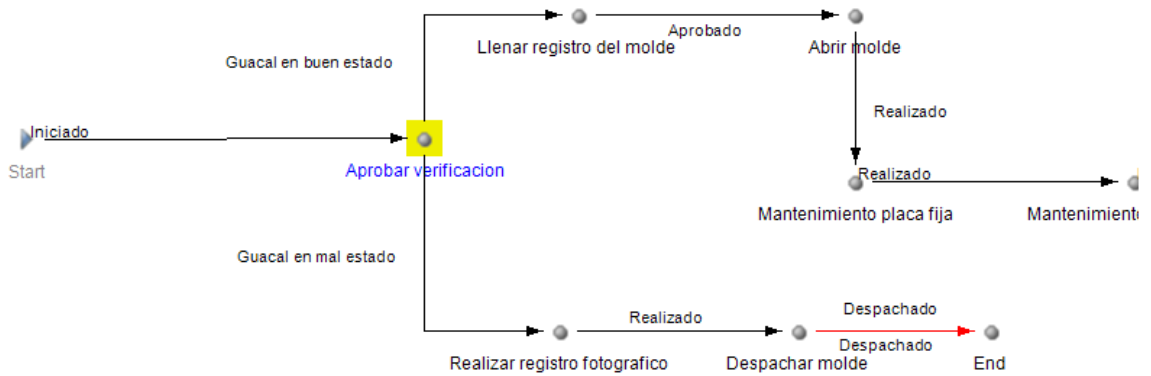 Aprobado
Llenar registro del molde
Abrir molde
Guacal en buen estado
Realizado
Iniciado
Start
Aprobar verificacion
Realizado
Mantenimiento placa fija
Mantenimiento
Guacal en mal estado
Despachado
Realizado
Despachado
Realizar registro fotografico
Despachar molde
End